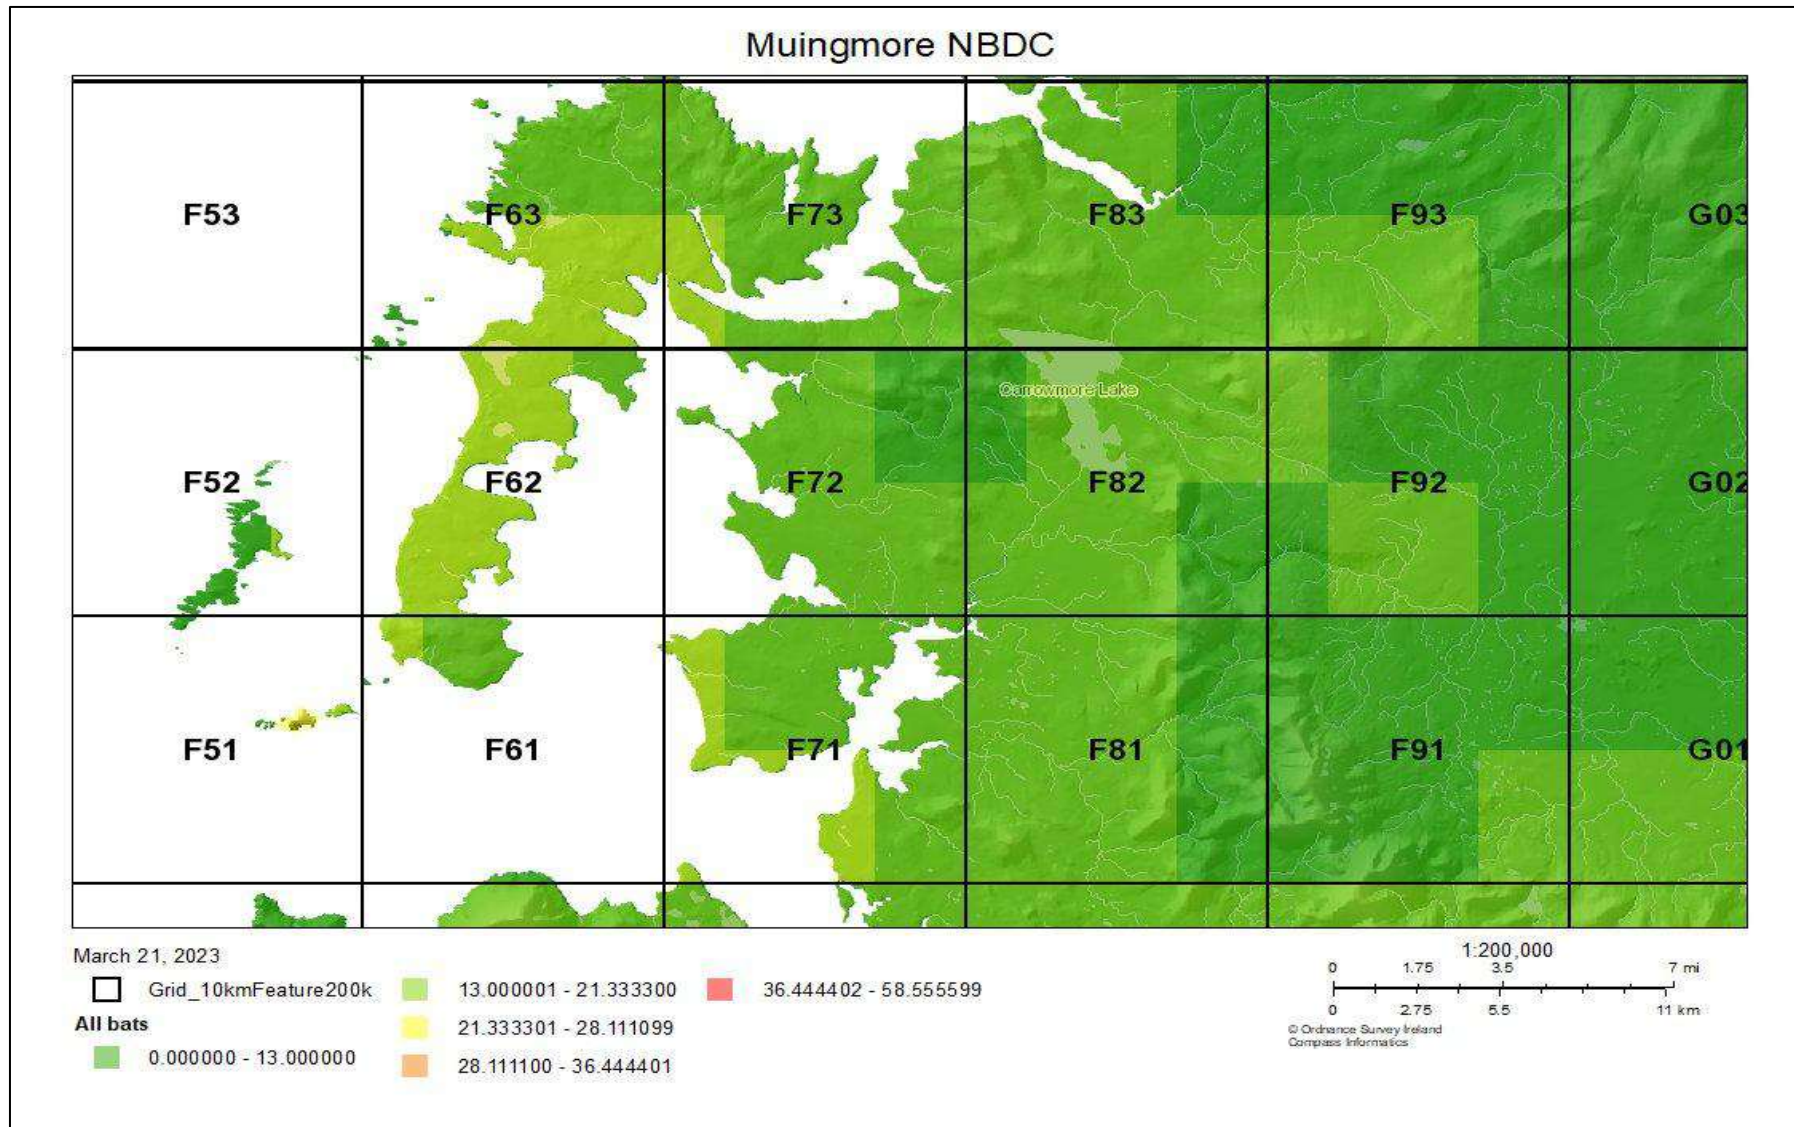 Muingmore NBDC
F53
F63
F73
F83
F93
G03
Carrowmore Lake
F52
F62
F72
F82
F92
G02
F51
F61
F71
F81
F91
G01
March 21, 2023
Grid_10kmFeature200k
All bats
0.000000 - 13.000000
13.000001 - 21.333300
21.333301 - 28.111099
28.111100 - 36.444401
36.444402 - 58.555599
1:200,000
0 1.75 3.5 7 mi
0 2.75 5.5 11 km
© Ordnance Survey Ireland
Compass Informatics